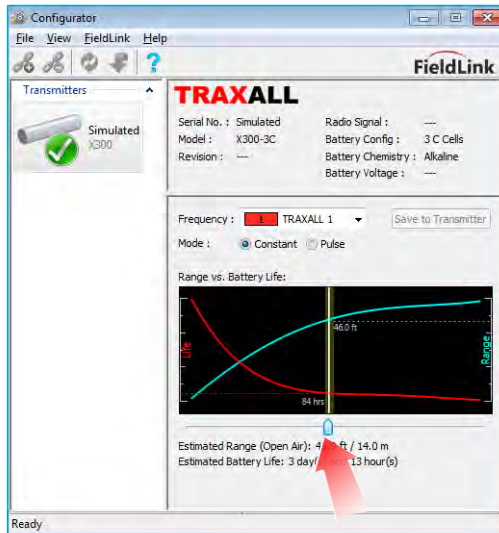 Configurator
File View FieldLink Help
FieldLink
Transmitters
Simulated
X300
TRAXALL
Serial No. : Simulated
Model : X300-3C
Revision : ---
Radio Signal : ---
Battery Config : 3 C Cells
Battery Chemistry : Alkaline
Battery Voltage : ---
Frequency : 1 TRAXALL 1
Save to Transmitter
Mode : Constant Pulse
Range vs. Battery Life:
Life
46.0 ft
84 hrs
Range
Estimated Range (Open Air): ft / 14.0 m
Estimated Battery Life: 3 day and 13 hour(s)
Ready